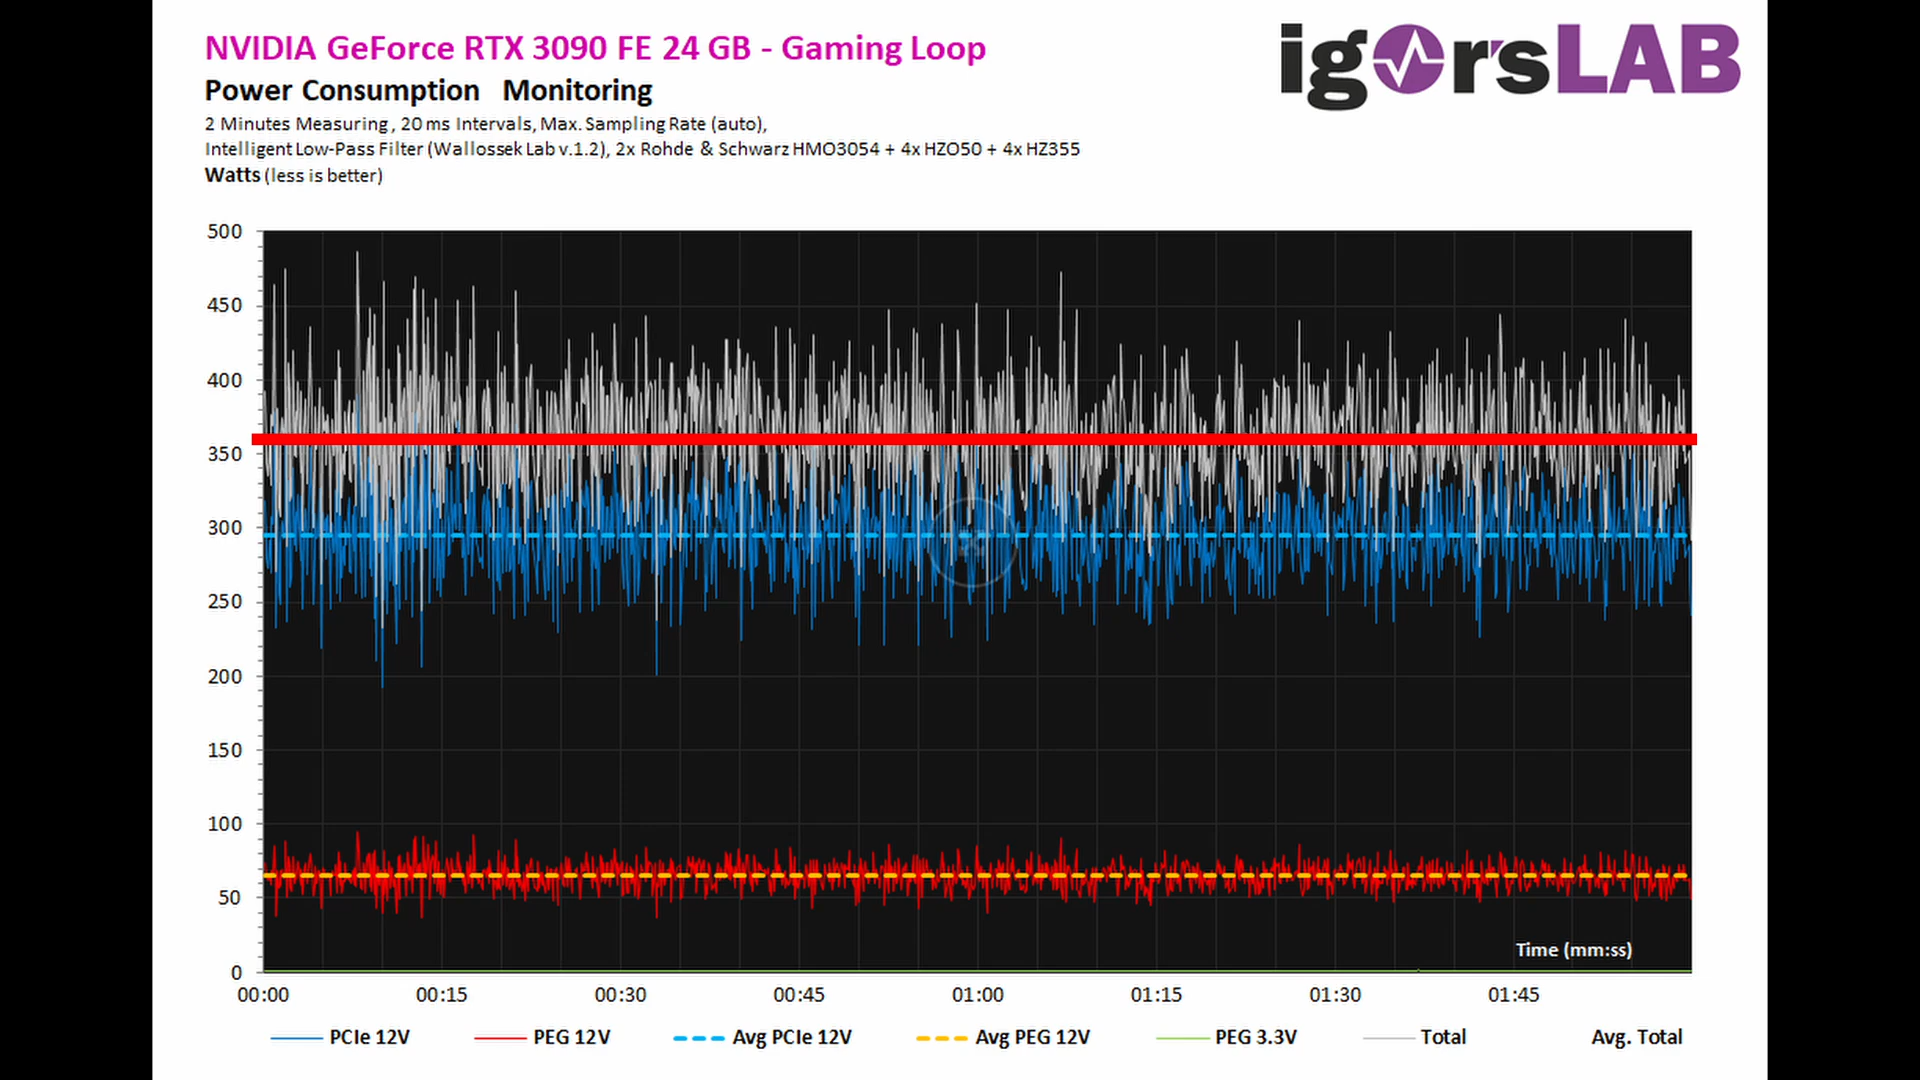 NVIDIA GeForce RTX 3090 FE 24 GB - Gaming Loop
igor'sLAB
Power Consumption Monitoring
2 Minutes Measuring, 20 ms Intervals, Max. Sampling Rate (auto),
Intelligent Low-Pass Filter (Wallossek Lab v.1.2), 2x Rohde & Schwarz HMO3054 + 4x HZO50 + 4x HZ355
Watts (less is better)
500
450
400
350
300
250
200
150
100
50
0
Time (mm:ss)
00:00 00:15 00:30 00:45 01:00 01:15 01:30 01:45
PCIe 12V PEG 12V Avg PCIe 12V Avg PEG 12V PEG 3.3V Total Avg. Total